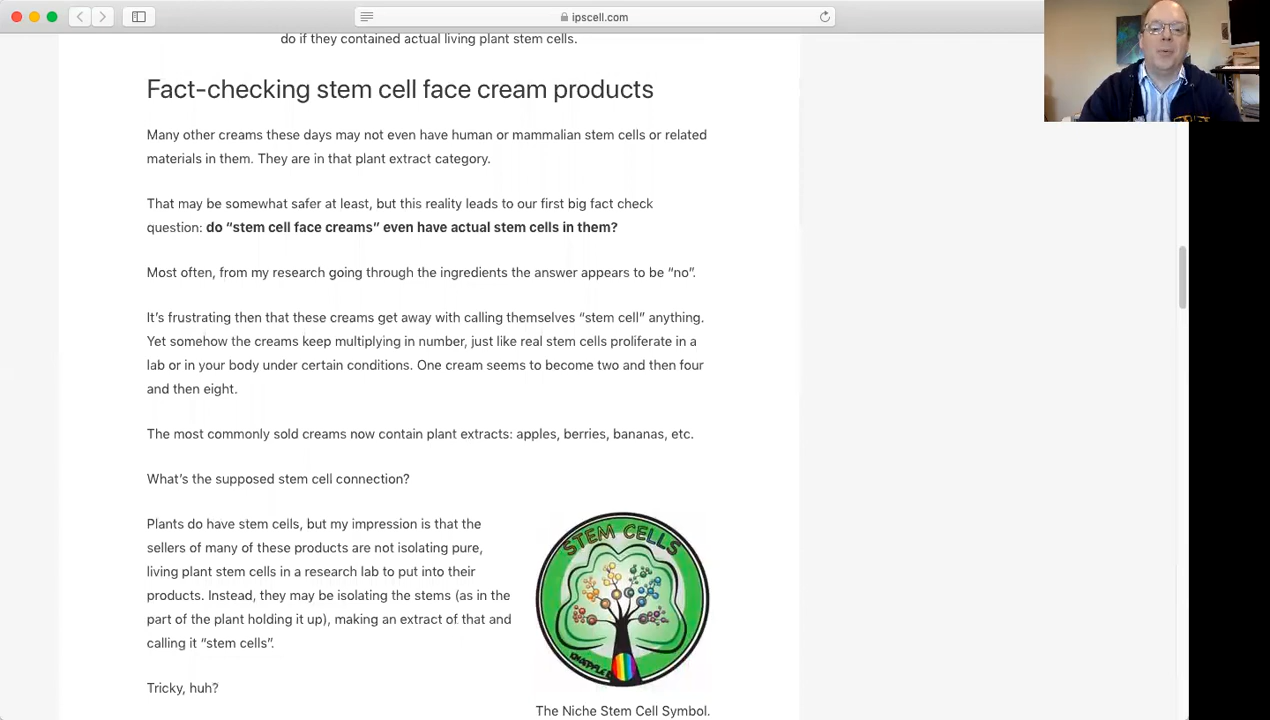 ipscell.com
do if they contained actual living plant stem cells.
Fact-checking stem cell face cream products
Many other creams these days may not even have human or mammalian stem cells or related
materials in them. They are in that plant extract category.
That may be somewhat safer at least, but this reality leads to our first big fact check
question: do “stem cell face creams” even have actual stem cells in them?
Most often, from my research going through the ingredients the answer appears to be “no”.
It’s frustrating then that these creams get away with calling themselves “stem cell” anything.
Yet somehow the creams keep multiplying in number, just like real stem cells proliferate in a
lab or in your body under certain conditions. One cream seems to become two and then four
and then eight.
The most commonly sold creams now contain plant extracts: apples, berries, bananas, etc.
What’s the supposed stem cell connection?
Plants do have stem cells, but my impression is that the
sellers of many of these products are not isolating pure,
living plant stem cells in a research lab to put into their
products. Instead, they may be isolating the stems (as in the
part of the plant holding it up), making an extract of that and
calling it “stem cells”.
Tricky, huh?
STEM CELLS
The Niche Stem Cell Symbol.